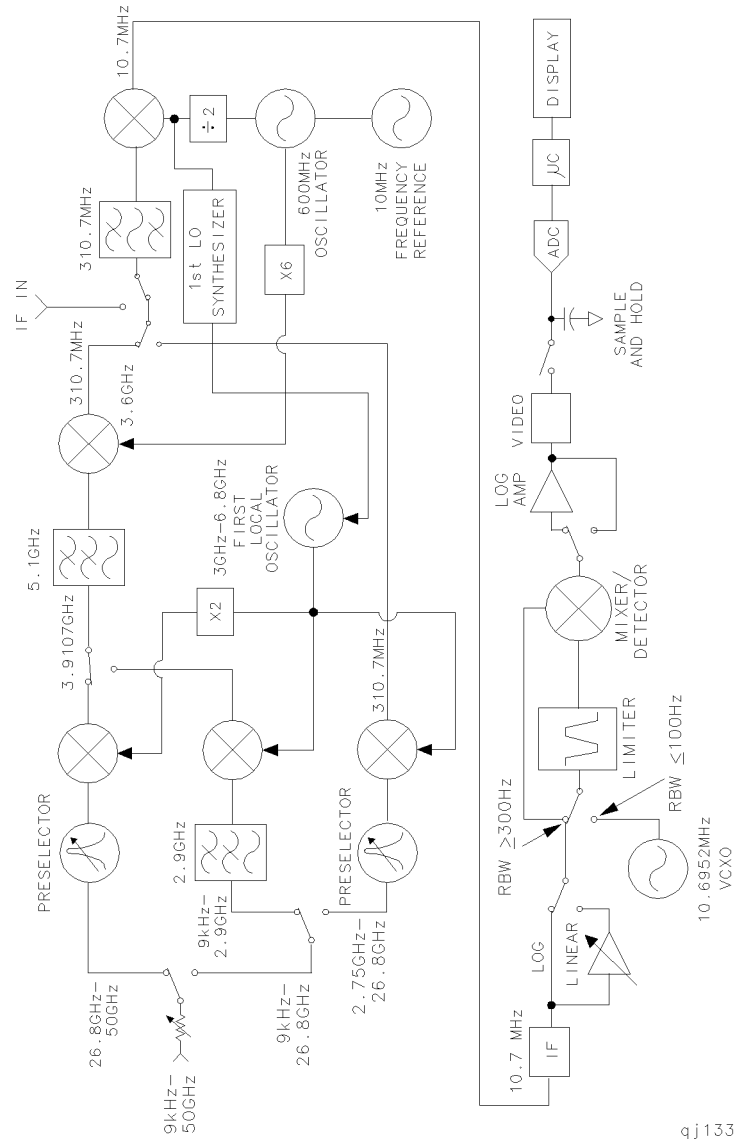 9kHz-
50GHz
26.8GHz-
50GHz
9kHz-
26.8GHz
PRESELECTOR
9kHz-
2.9GHz
2.9GHz
2.75GHz-
26.8GHz
PRESELECTOR
3.9107GHz
X2
310.7MHz
5.1GHz
3GHz-6.8GHz
FIRST
LOCAL
OSCILLATOR
3.6GHz
310.7MHz
IF IN
310.7MHz
1st LO
SYNTHESIZER
X6
÷2
600MHz
OSCILLATOR
10MHz
FREQUENCY
REFERENCE
10.7MHz
10.7 MHz
IF
LOG
LINEAR
RBW ≥300Hz
RBW ≤100Hz
10.6952MHz
VCXO
LIMITER
MIXER/
DETECTOR
LOG
AMP
VIDEO
SAMPLE
AND HOLD
ADC
µC
DISPLAY
qj133